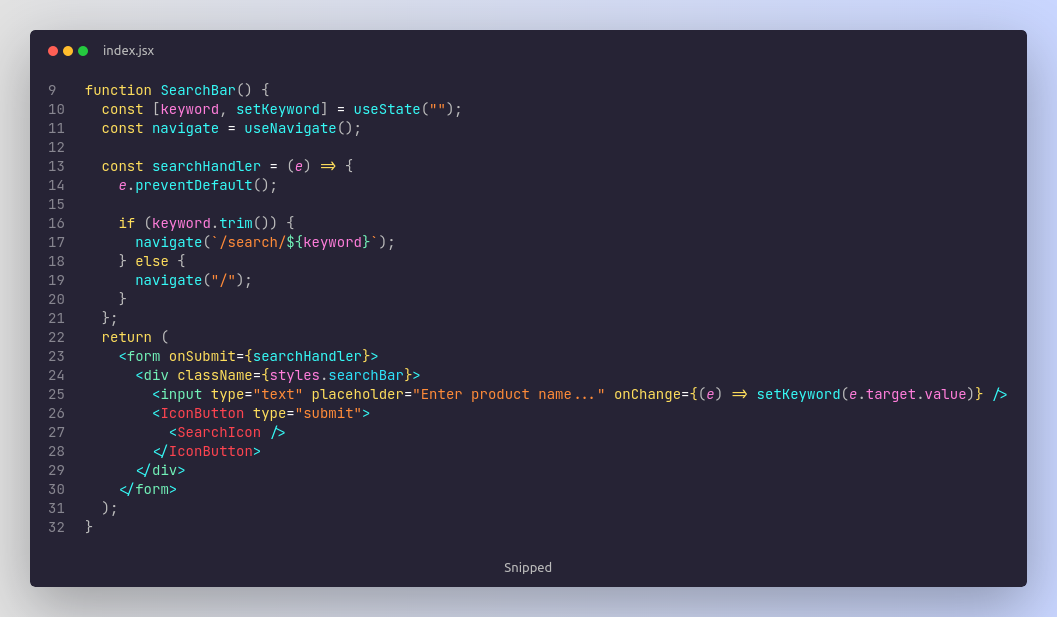 index.jsx
9 function SearchBar() {
10   const [keyword, setKeyword] = useState("");
11   const navigate = useNavigate();
12
13   const searchHandler = (e) => {
14     e.preventDefault();
15
16     if (keyword.trim()) {
17       navigate(`/search/${keyword}`);
18     } else {
19       navigate("/");
20     }
21   };
22   return (
23     <form onSubmit={searchHandler}>
24       <div className={styles.searchBar}>
25         <input type="text" placeholder="Enter product name..." onChange={(e) => setKeyword(e.target.value)} />
26         <IconButton type="submit">
27           <SearchIcon />
28         </IconButton>
29       </div>
30     </form>
31   );
32 }
Snipped